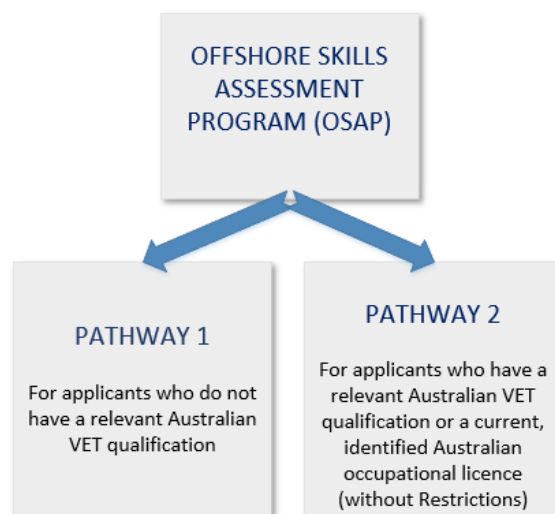 OFFSHORE SKILLS
ASSESSMENT
PROGRAM (OSAP)
PATHWAY 1
For applicants who do not
have a relevant Australian
VET qualification
PATHWAY 2
For applicants who have a
relevant Australian VET
qualification or a current,
identified Australian
occupational licence
(without Restrictions)